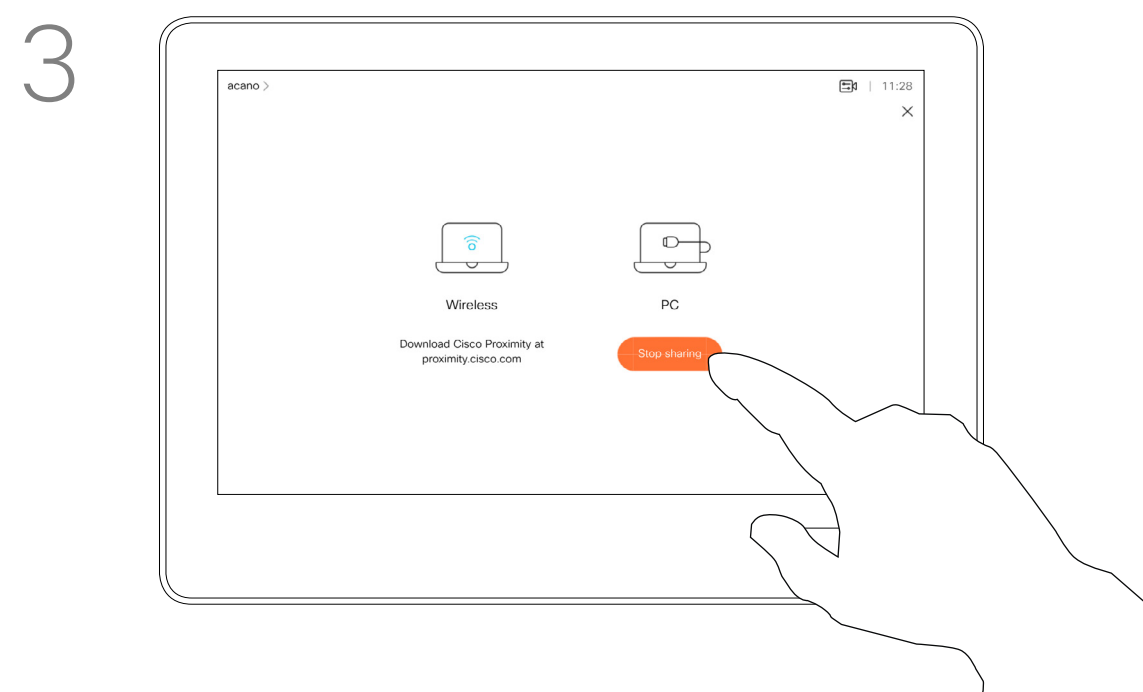 3
acano >
11:28
Wireless
PC
Download Cisco Proximity at
proximity.cisco.com
Stop sharing